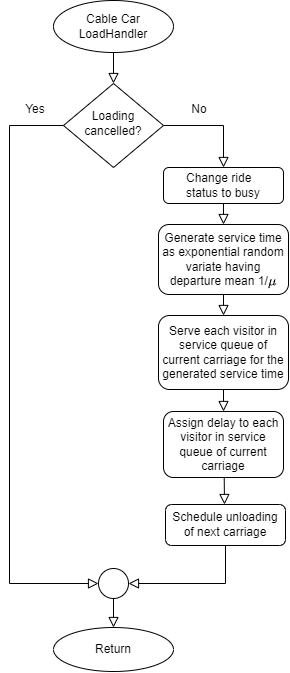 Cable Car
LoadHandler
Yes
Loading
cancelled?
No
Change ride
status to busy
Generate service time
as exponential random
variate having
departure mean 1/μ
Serve each visitor in
service queue of
current carriage for the
generated service time
Assign delay to each
visitor in service
queue of current
carriage
Schedule unloading
of next carriage
Return